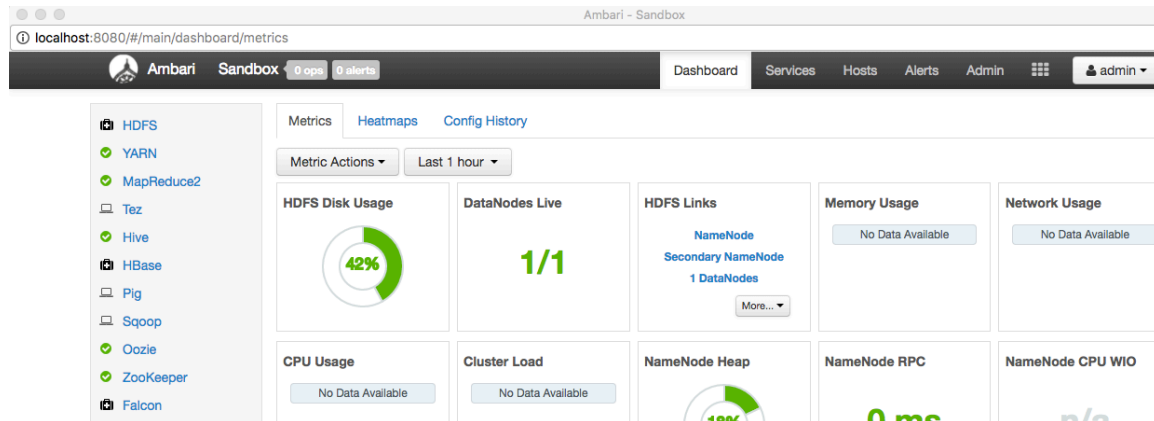 Ambari - Sandbox
localhost:8080/#/main/dashboard/metrics
Ambari Sandbox 0 ops 0 alerts Dashboard Services Hosts Alerts Admin admin
HDFS
YARN
MapReduce2
Tez
Hive
HBase
Pig
Sqoop
Oozie
ZooKeeper
Falcon
Metrics Heatmaps Config History
Metric Actions Last 1 hour
HDFS Disk Usage
42%
DataNodes Live
1/1
HDFS Links
NameNode
Secondary NameNode
1 DataNodes
More...
Memory Usage
No Data Available
Network Usage
No Data Available
CPU Usage
No Data Available
Cluster Load
No Data Available
NameNode Heap
NameNode RPC
0 ms
NameNode CPU WIO
n/a